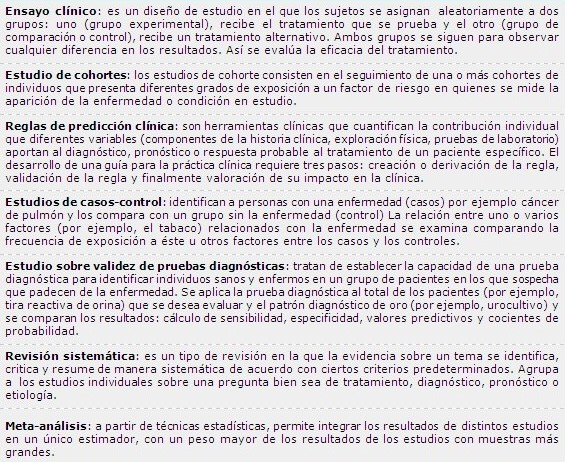 Ensayo clínico: es un diseño de estudio en el que los sujetos se asignan aleatoriamente a dos
grupos: uno (grupo experimental), recibe el tratamiento que se prueba y el otro (grupo de
comparación o control), recibe un tratamiento alternativo. Ambos grupos se siguen para observar
cualquier diferencia en los resultados. Así se evalúa la eficacia del tratamiento.
Estudio de cohortes: los estudios de cohorte consisten en el seguimiento de una o más cohortes de
individuos que presenta diferentes grados de exposición a un factor de riesgo en quienes se mide la
aparición de la enfermedad o condición en estudio.
Reglas de predicción clínica: son herramientas clínicas que cuantifican la contribución individual
que diferentes variables (componentes de la historia clínica, exploración física, pruebas de laboratorio)
aportan al diagnóstico, pronóstico o respuesta probable al tratamiento de un paciente específico. El
desarrollo de una guía para la práctica clínica requiere tres pasos: creación o derivación de la regla,
validación de la regla y finalmente valoración de su impacto en la clínica.
Estudios de casos-control: identifican a personas con una enfermedad (casos) por ejemplo cáncer
de pulmón y los compara con un grupo sin la enfermedad (control) La relación entre uno o varios
factores (por ejemplo, el tabaco) relacionados con la enfermedad se examina comparando la
frecuencia de exposición a éste u otros factores entre los casos y los controles.
Estudio sobre validez de pruebas diagnósticas: tratan de establecer la capacidad de una prueba
diagnóstica para identificar individuos sanos y enfermos en un grupo de pacientes en los que sospecha
que padecen de la enfermedad. Se aplica la prueba diagnóstica al total de los pacientes (por ejemplo,
tira reactiva de orina) que se desea evaluar y el patrón diagnóstico de oro (por ejemplo, urocultivo) y
se comparan los resultados: cálculo de sensibilidad, especificidad, valores predictivos y cocientes de
probabilidad.
Revisión sistemática: es un tipo de revisión en la que la evidencia sobre un tema se identifica,
critica y resume de manera sistemática de acuerdo con ciertos criterios predeterminados. Agrupa
a los estudios individuales sobre una pregunta bien sea de tratamiento, diagnóstico, pronóstico o
etiología.
Meta-análisis: a partir de técnicas estadísticas, permite integrar los resultados de distintos estudios
en un único estimador, con un peso mayor de los resultados de los estudios con muestras más
grandes.